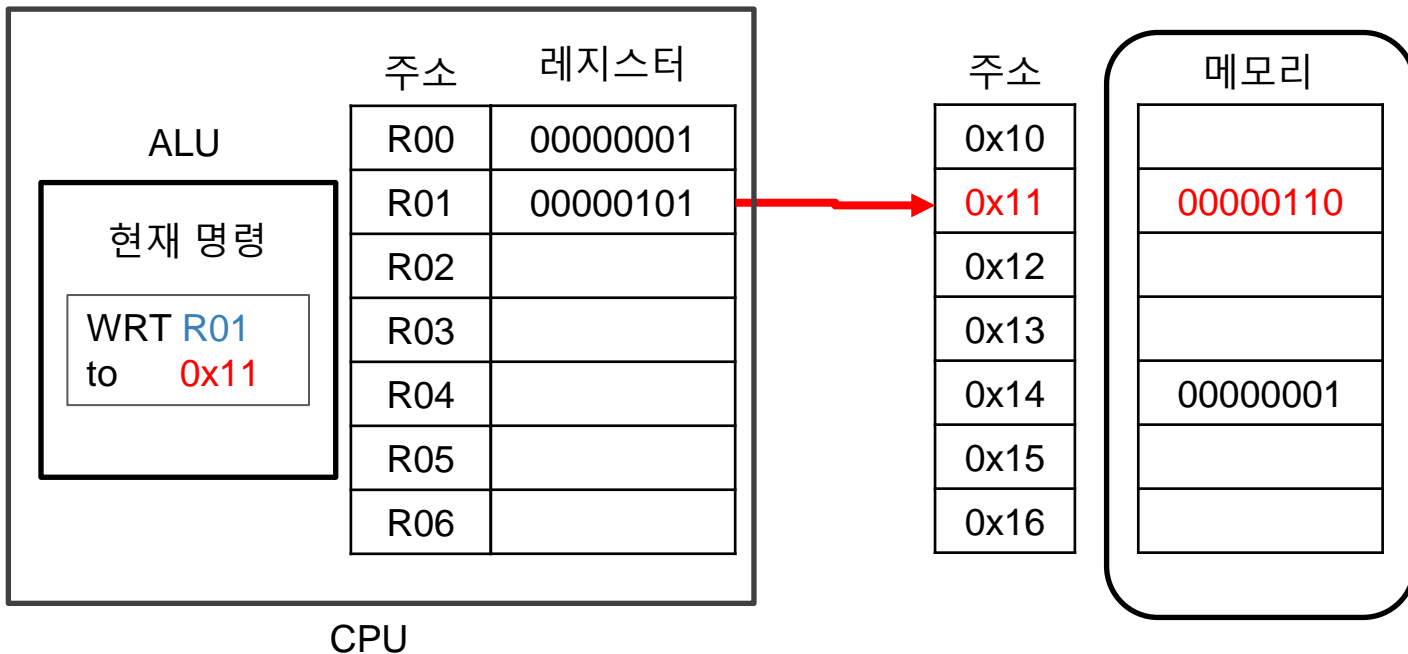 주소 레지스터 주소 메모리
ALU
R00 00000001 0x10
R01 00000101 0x11 00000110
현재 명령
R02 0x12
WRT R01
to 0x11
R03 0x13
R04 0x14 00000001
R05 0x15
R06 0x16
CPU